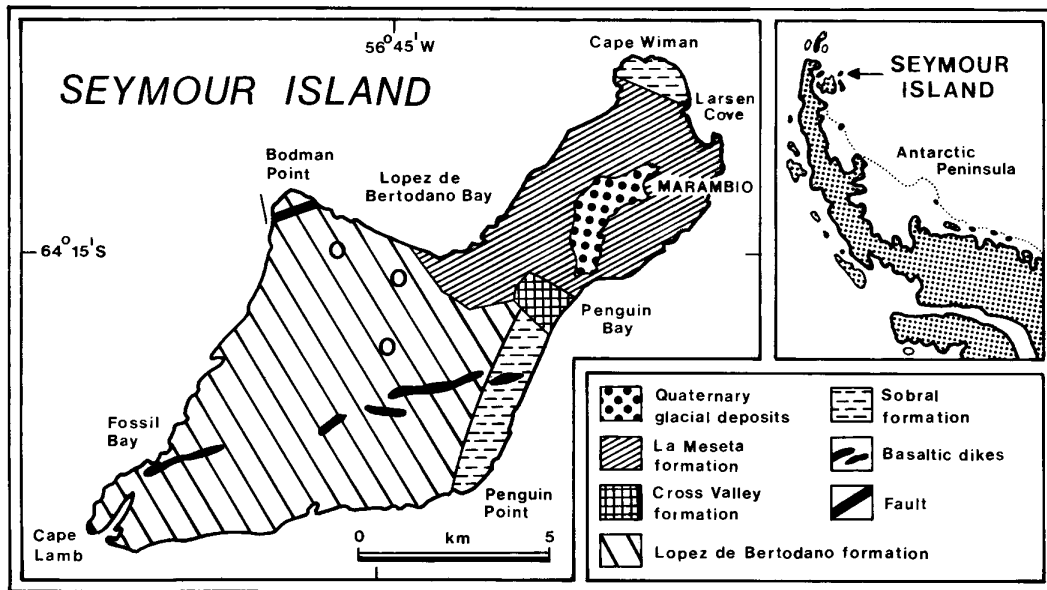 56°45'W
SEYMOUR ISLAND
Cape Wiman
Larsen
Cove
Bodman
Point
Lopez de
Bertodano Bay
MARAMBIO
64°15'S
Penguin
Bay
Fossil
Bay
Penguin
Point
Cape
Lamb
0 km 5
SEYMOUR
ISLAND
Antarctic
Peninsula
Quaternary
glacial deposits
La Meseta
formation
Cross Valley
formation
Lopez de Bertodano formation
Sobral
formation
Basaltic dikes
Fault